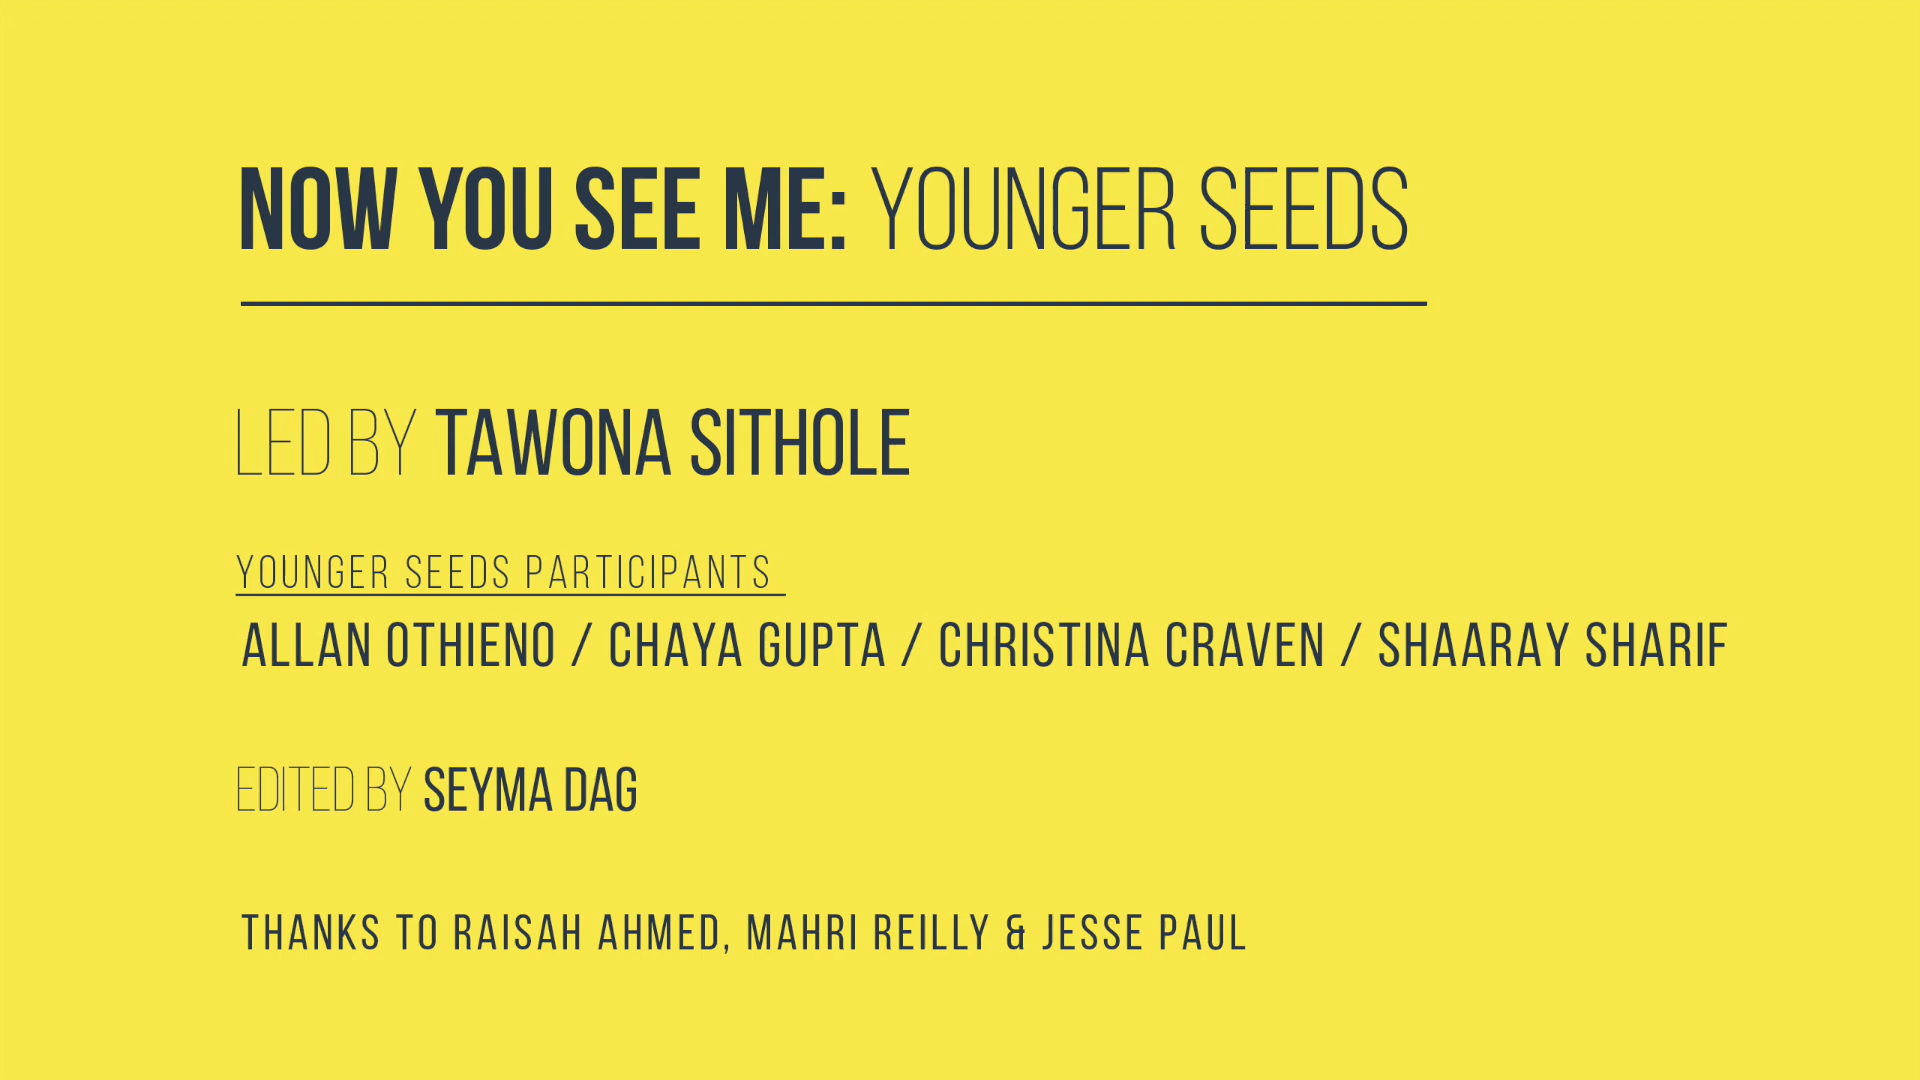 NOW YOU SEE ME: YOUNGER SEEDS
LED BY TAWONA SITHOLE
YOUNGER SEEDS PARTICIPANTS
ALLAN OTHIENO / CHAYA GUPTA / CHRISTINA CRAVEN / SHAARAY SHARIF
EDITED BY SEYMA DAG
THANKS TO RAISAH AHMED, MAHRI REILLY & JESSE PAUL